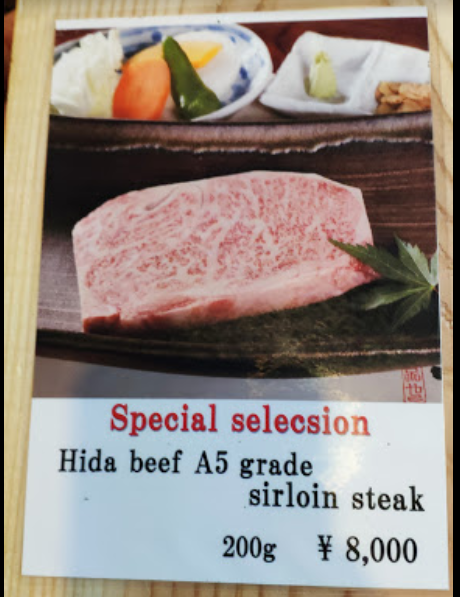 Special selecsion
Hida beef A5 grade
sirloin steak
200g ¥ 8,000